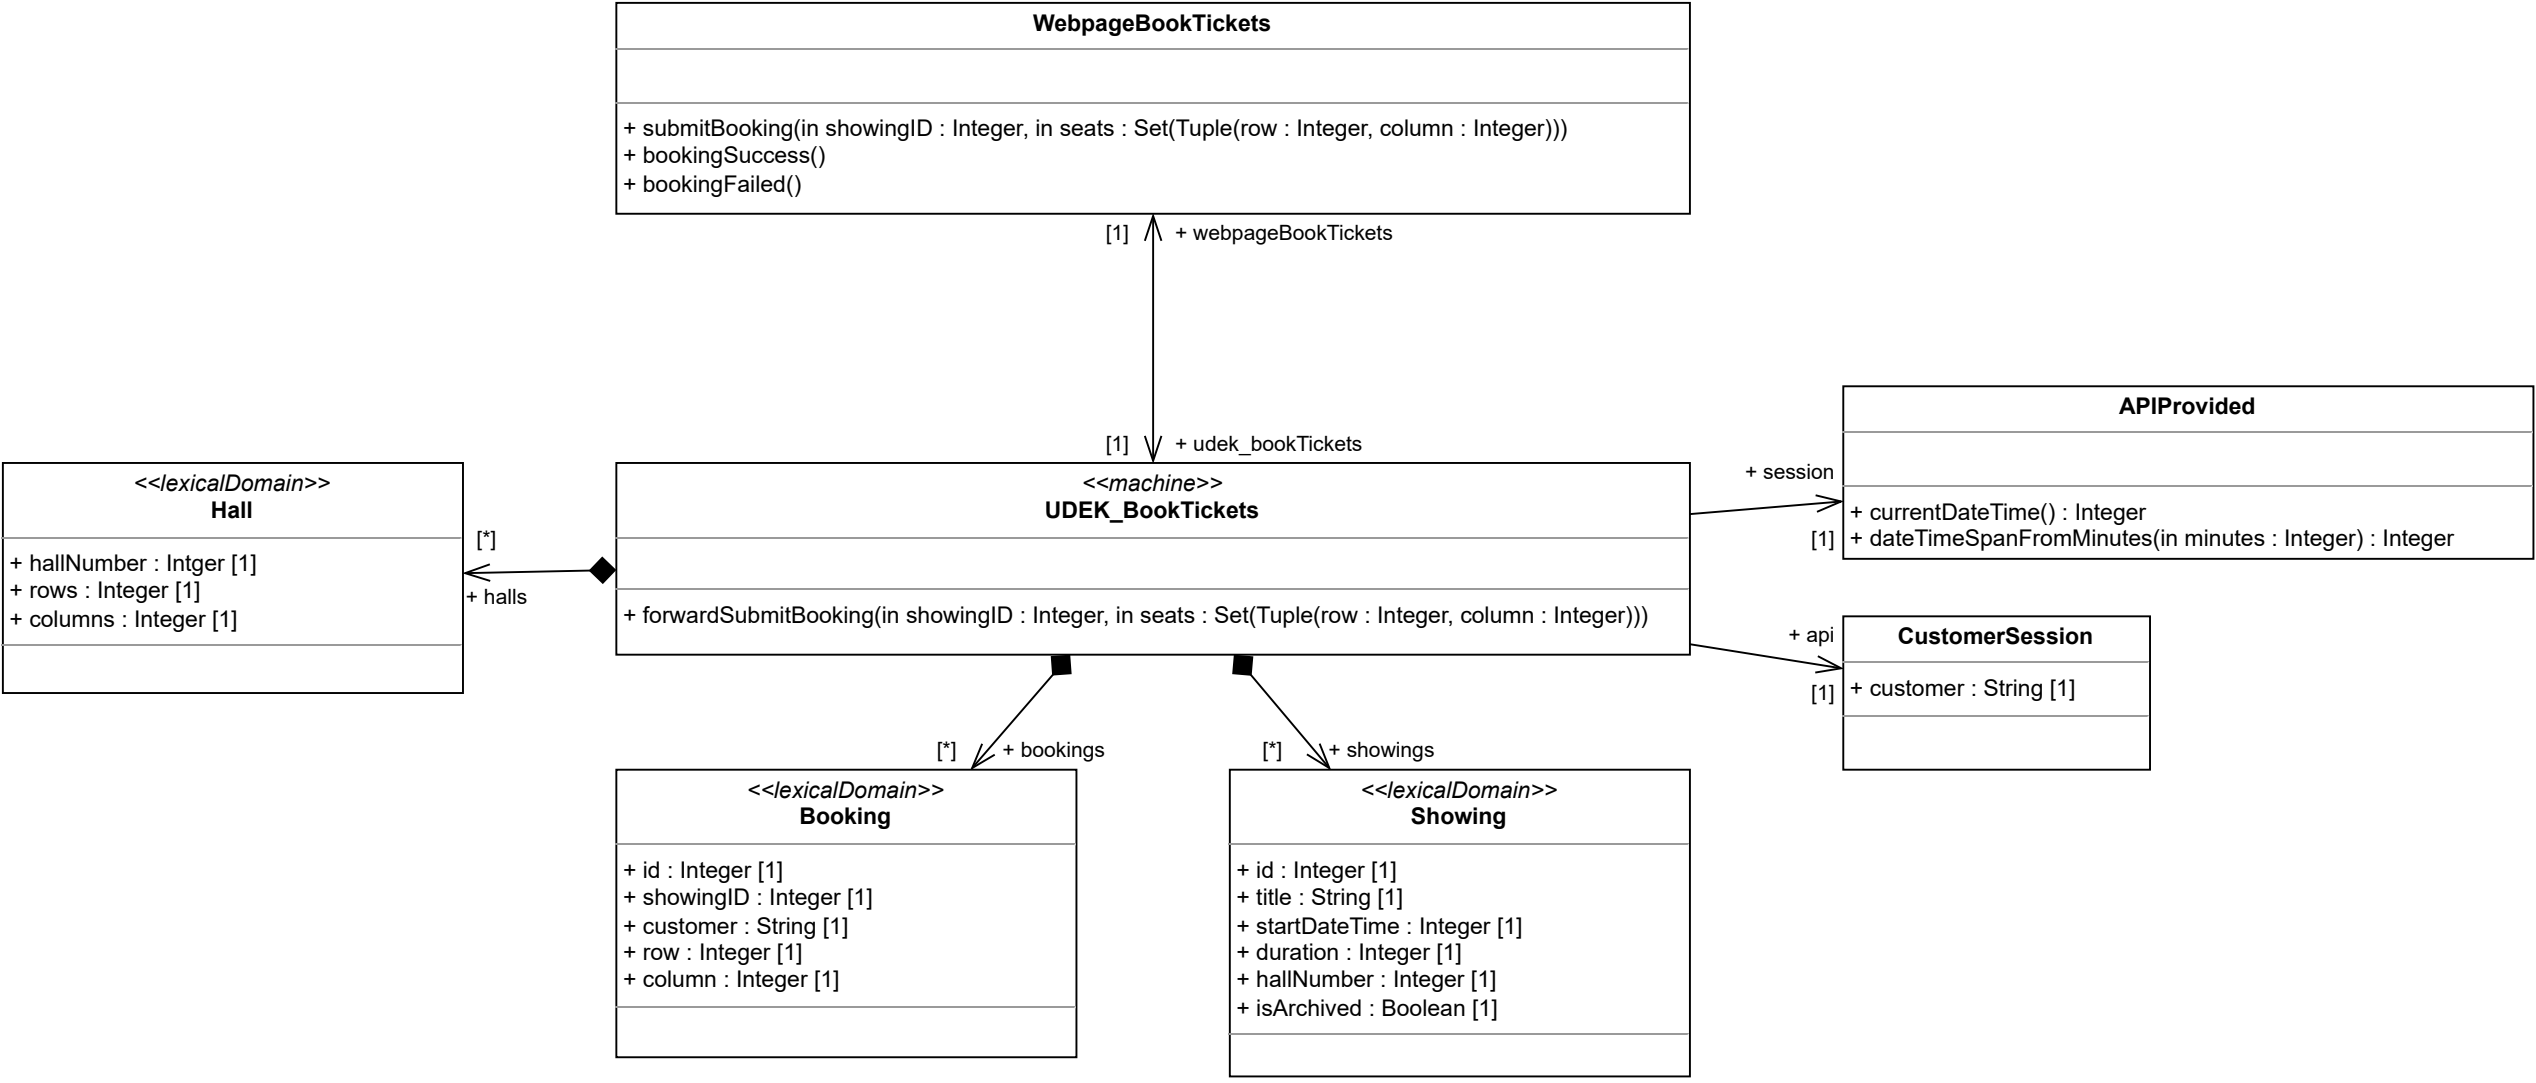 WebpageBookTickets
+ submitBooking(in showingID : Integer, in seats : Set(Tuple(row : Integer, column : Integer)))
+ bookingSuccess()
+ bookingFailed()
[1]
+ webpageBookTickets
[1]
+ udek_bookTickets
<<lexicalDomain>>
Hall
+ hallNumber : Intger [1]
+ rows : Integer [1]
+ columns : Integer [1]
[*]
+ halls
<<machine>>
UDEK_BookTickets
+ forwardSubmitBooking(in showingID : Integer, in seats : Set(Tuple(row : Integer, column : Integer)))
+ session
[1]
APIProvided
+ currentDateTime() : Integer
+ dateTimeSpanFromMinutes(in minutes : Integer) : Integer
+ api
[1]
CustomerSession
+ customer : String [1]
[*]
+ bookings
[*]
+ showings
<<lexicalDomain>>
Booking
+ id : Integer [1]
+ showingID : Integer [1]
+ customer : String [1]
+ row : Integer [1]
+ column : Integer [1]
<<lexicalDomain>>
Showing
+ id : Integer [1]
+ title : String [1]
+ startDateTime : Integer [1]
+ duration : Integer [1]
+ hallNumber : Integer [1]
+ isArchived : Boolean [1]